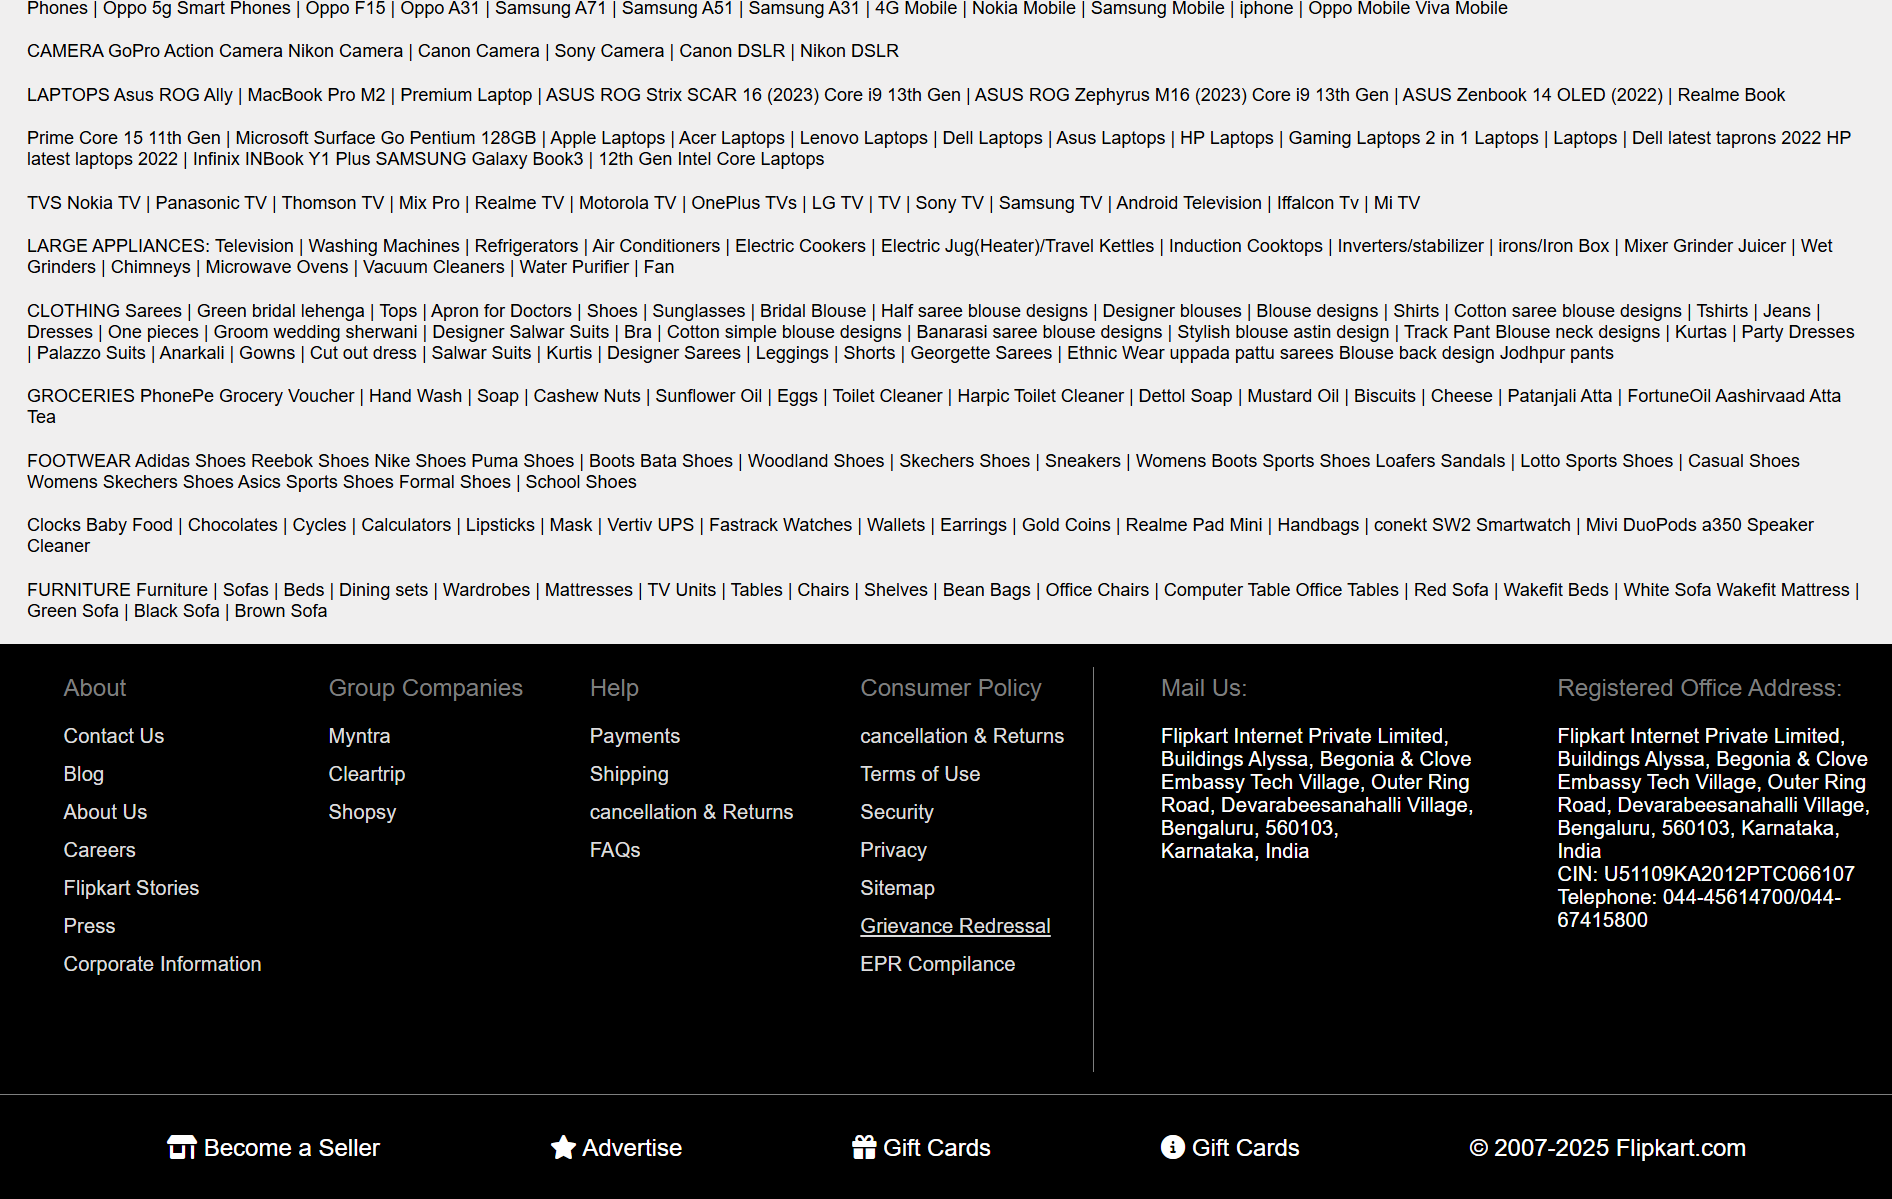 Phones | Oppo 5g Smart Phones | Oppo F15 | Oppo A31 | Samsung A71 | Samsung A51 | Samsung A31 | 4G Mobile | Nokia Mobile | Samsung Mobile | iphone | Oppo Mobile Viva Mobile
CAMERA GoPro Action Camera Nikon Camera | Canon Camera | Sony Camera | Canon DSLR | Nikon DSLR
LAPTOPS Asus ROG Ally | MacBook Pro M2 | Premium Laptop | ASUS ROG Strix SCAR 16 (2023) Core i9 13th Gen | ASUS ROG Zephyrus M16 (2023) Core i9 13th Gen | ASUS Zenbook 14 OLED (2022) | Realme Book
Prime Core 15 11th Gen | Microsoft Surface Go Pentium 128GB | Apple Laptops | Acer Laptops | Lenovo Laptops | Dell Laptops | Asus Laptops | HP Laptops | Gaming Laptops 2 in 1 Laptops | Laptops | Dell latest taprons 2022 HP
latest laptops 2022 | Infinix INBook Y1 Plus SAMSUNG Galaxy Book3 | 12th Gen Intel Core Laptops
TVS Nokia TV | Panasonic TV | Thomson TV | Mix Pro | Realme TV | Motorola TV | OnePlus TVs | LG TV | TV | Sony TV | Samsung TV | Android Television | Iffalcon Tv | Mi TV
LARGE APPLIANCES: Television | Washing Machines | Refrigerators | Air Conditioners | Electric Cookers | Electric Jug(Heater)/Travel Kettles | Induction Cooktops | Inverters/stabilizer | irons/Iron Box | Mixer Grinder Juicer | Wet
Grinders | Chimneys | Microwave Ovens | Vacuum Cleaners | Water Purifier | Fan
CLOTHING Sarees | Green bridal lehenga | Tops | Apron for Doctors | Shoes | Sunglasses | Bridal Blouse | Half saree blouse designs | Designer blouses | Blouse designs | Shirts | Cotton saree blouse designs | Tshirts | Jeans |
Dresses | One pieces | Groom wedding sherwani | Designer Salwar Suits | Bra | Cotton simple blouse designs | Banarasi saree blouse designs | Stylish blouse astin design | Track Pant Blouse neck designs | Kurtas | Party Dresses
| Palazzo Suits | Anarkali | Gowns | Cut out dress | Salwar Suits | Kurtis | Designer Sarees | Leggings | Shorts | Georgette Sarees | Ethnic Wear uppada pattu sarees Blouse back design Jodhpur pants
GROCERIES PhonePe Grocery Voucher | Hand Wash | Soap | Cashew Nuts | Sunflower Oil | Eggs | Toilet Cleaner | Harpic Toilet Cleaner | Dettol Soap | Mustard Oil | Biscuits | Cheese | Patanjali Atta | FortuneOil Aashirvaad Atta
Tea
FOOTWEAR Adidas Shoes Reebok Shoes Nike Shoes Puma Shoes | Boots Bata Shoes | Woodland Shoes | Skechers Shoes | Sneakers | Womens Boots Sports Shoes Loafers Sandals | Lotto Sports Shoes | Casual Shoes
Womens Skechers Shoes Asics Sports Shoes Formal Shoes | School Shoes
Clocks Baby Food | Chocolates | Cycles | Calculators | Lipsticks | Mask | Vertiv UPS | Fastrack Watches | Wallets | Earrings | Gold Coins | Realme Pad Mini | Handbags | conekt SW2 Smartwatch | Mivi DuoPods a350 Speaker
Cleaner
FURNITURE Furniture | Sofas | Beds | Dining sets | Wardrobes | Mattresses | TV Units | Tables | Chairs | Shelves | Bean Bags | Office Chairs | Computer Table Office Tables | Red Sofa | Wakefit Beds | White Sofa Wakefit Mattress |
Green Sofa | Black Sofa | Brown Sofa
About
Contact Us
Blog
About Us
Careers
Flipkart Stories
Press
Corporate Information
Group Companies
Myntra
Cleartrip
Shopsy
Help
Payments
Shipping
cancellation & Returns
FAQs
Consumer Policy
cancellation & Returns
Terms of Use
Security
Privacy
Sitemap
Grievance Redressal
EPR Compilance
Mail Us:
Flipkart Internet Private Limited,
Buildings Alyssa, Begonia & Clove
Embassy Tech Village, Outer Ring
Road, Devarabeesanahalli Village,
Bengaluru, 560103,
Karnataka, India
Registered Office Address:
Flipkart Internet Private Limited,
Buildings Alyssa, Begonia & Clove
Embassy Tech Village, Outer Ring
Road, Devarabeesanahalli Village,
Bengaluru, 560103, Karnataka,
India
CIN: U51109KA2012PTC066107
Telephone: 044-45614700/044-
67415800
Become a Seller
Advertise
Gift Cards
Gift Cards
© 2007-2025 Flipkart.com